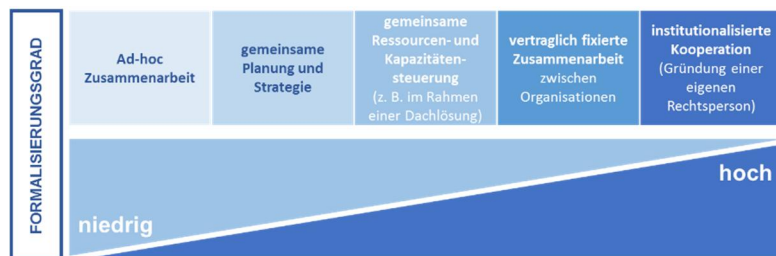 FORMALISIERUNGSGRAD
Ad-hoc
Zusammenarbeit
gemeinsame
Planung und
Strategie
gemeinsame
Ressourcen- und
Kapazitäten-
steuerung
(z. B. im Rahmen
einer Dachlösung)
vertraglich fixierte
Zusammenarbeit
zwischen
Organisationen
institutionalisierte
Kooperation
(Gründung einer
eigenen
Rechtsperson)
niedrig
hoch